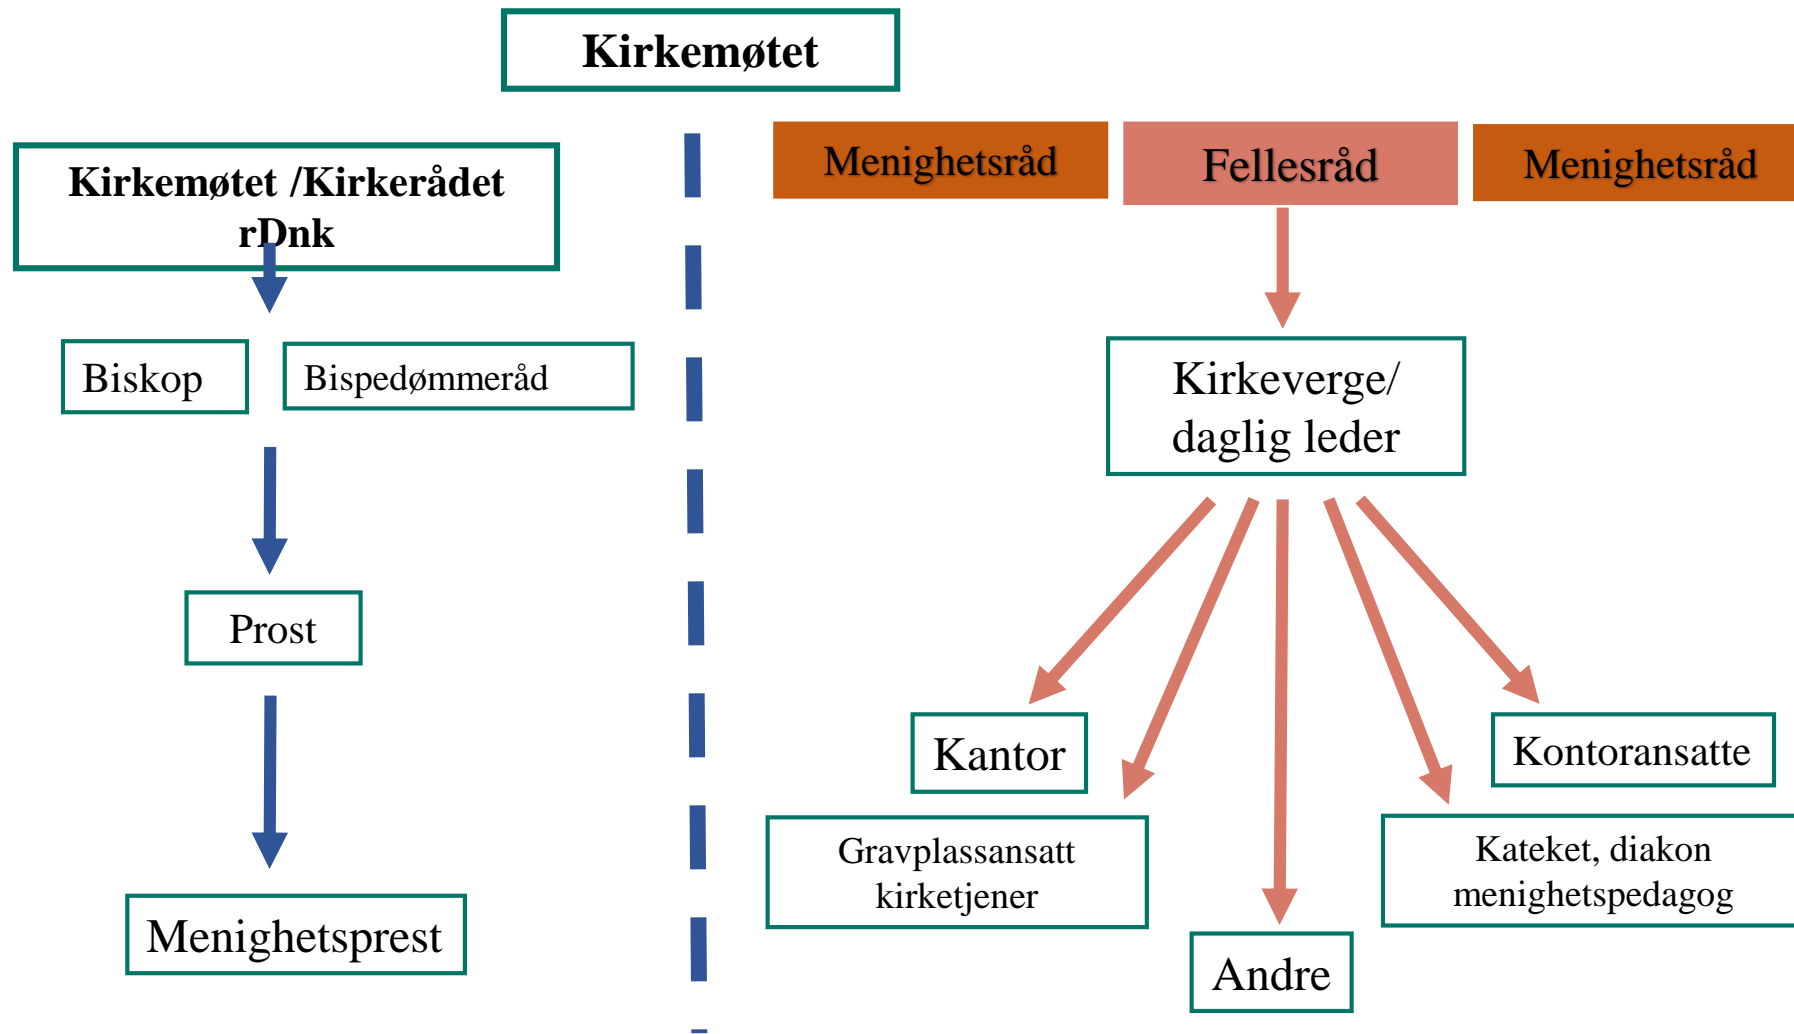 Kirkemøtet
Kirkemøtet /Kirkerådet
rDnk
Biskop
Bispedømmeråd
Prost
Menighetsprest
Menighetsråd
Fellesråd
Menighetsråd
Kirkeverge/
daglig leder
Kantor
Kontoransatte
Gravplassansatt
kirketjener
Kateket, diakon
menighetspedagog
Andre